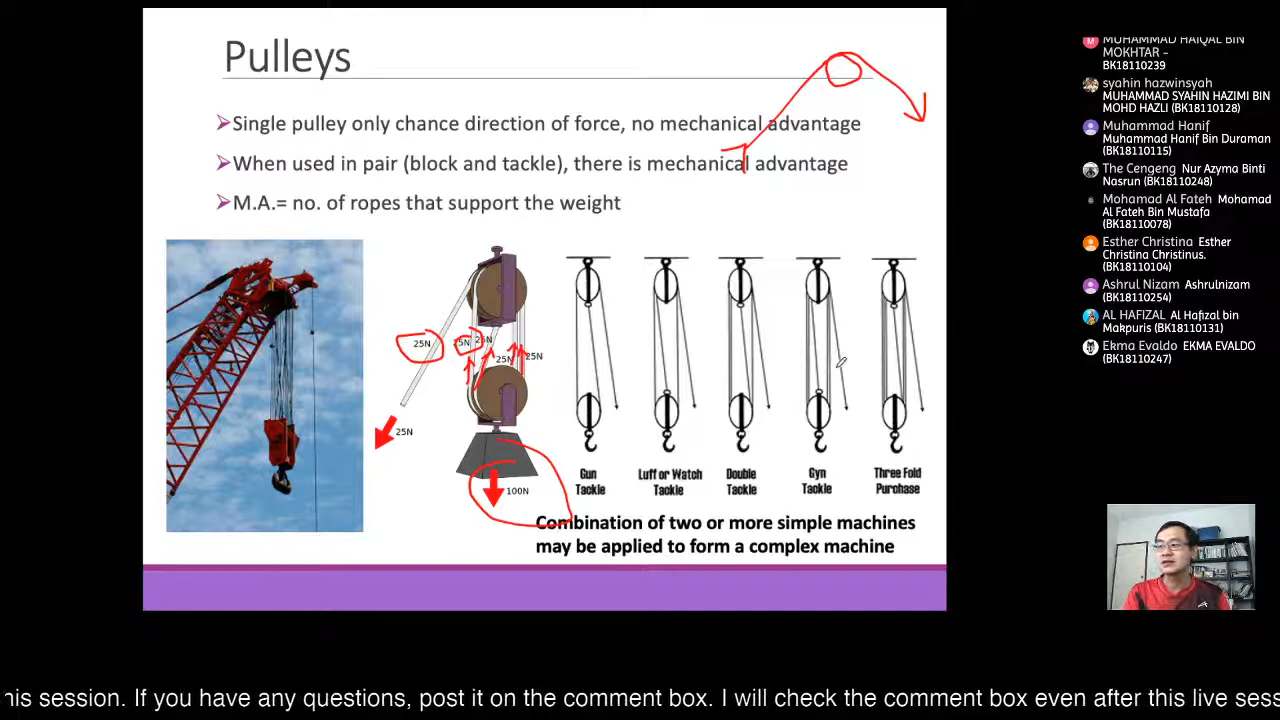 Pulleys
Single pulley only chance direction of force, no mechanical advantage
When used in pair (block and tackle), there is mechanical advantage
M.A.= no. of ropes that support the weight
25N
25N
25N
25N
25N
25N
100N
Gun
Tackle
Luff or Watch
Tackle
Double
Tackle
Gyn
Tackle
Three Fold
Purchase
Combination of two or more simple machines
may be applied to form a complex machine
M
MUHAMMAD HAIQAL BIN
MOKHTAR –
BK18110239
syahin hazwinsyah
MUHAMMAD SYAHIN HAZIMI BIN
MOHD HAZLI (BK18110128)
Muhammad Hanif
Muhammad Hanif Bin Duraman
(BK18110115)
The Cengeng Nur Azyma Binti
Nasrun (BK18110248)
Mohamad Al Fateh Mohamad
Al Fateh Bin Mustafa
(BK18110078)
Esther Christina Esther
Christina Christinus.
(BK18110104)
Ashrul Nizam Ashrulnizam
(BK18110254)
AL HAFIZAL Al Hafizal bin
Makpuris (BK18110131)
Ekma Evaldo EKMA EVALDO
(BK18110247)
his session. If you have any questions, post it on the comment box. I will check the comment box even after this live sess